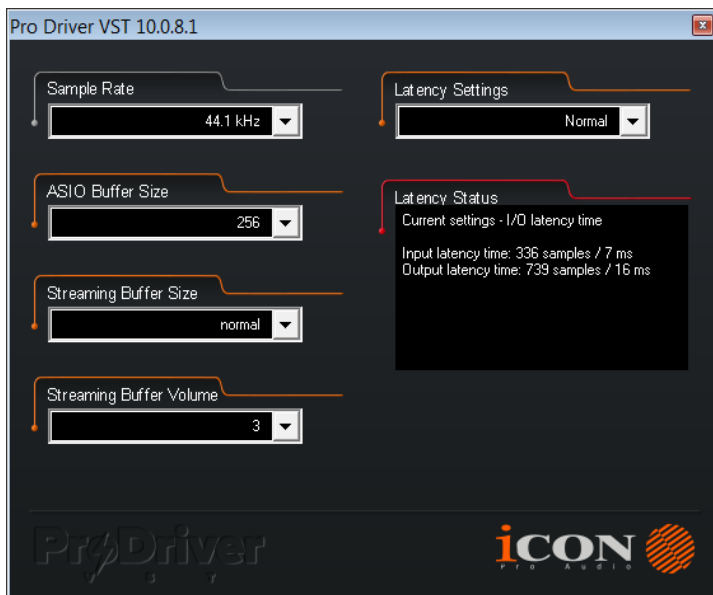 Pro Driver VST 10.0.8.1
Sample Rate
44.1 kHz
ASIO Buffer Size
256
Streaming Buffer Size
normal
Streaming Buffer Volume
3
Latency Settings
Normal
Latency Status
Current settings - I/O latency time
Input latency time: 336 samples / 7 ms
Output latency time: 739 samples / 16 ms
ProDriver
V S T
iCON
Pro Audio